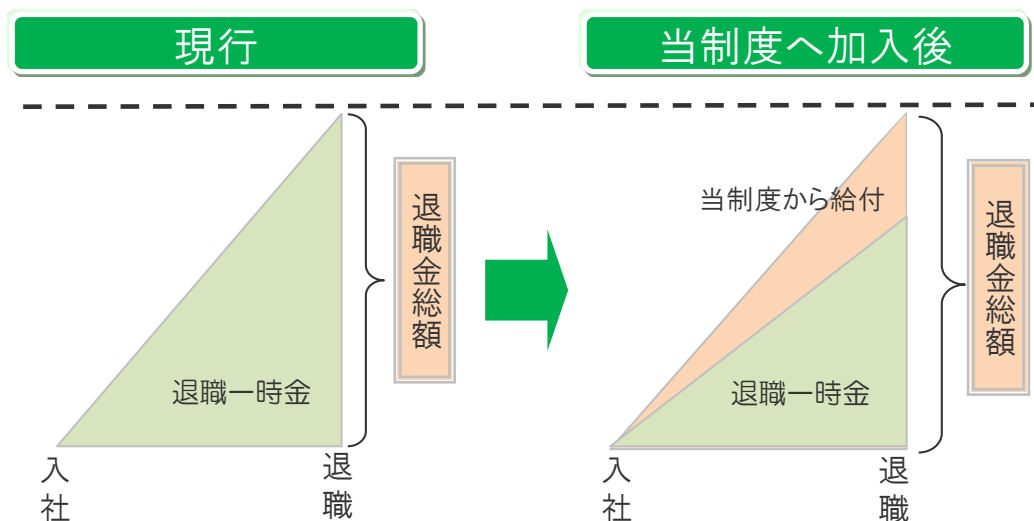 現行
当制度へ加入後
退職金総額
退職一時金
入社
退職
当制度から給付
退職金総額
退職一時金
入社
退職